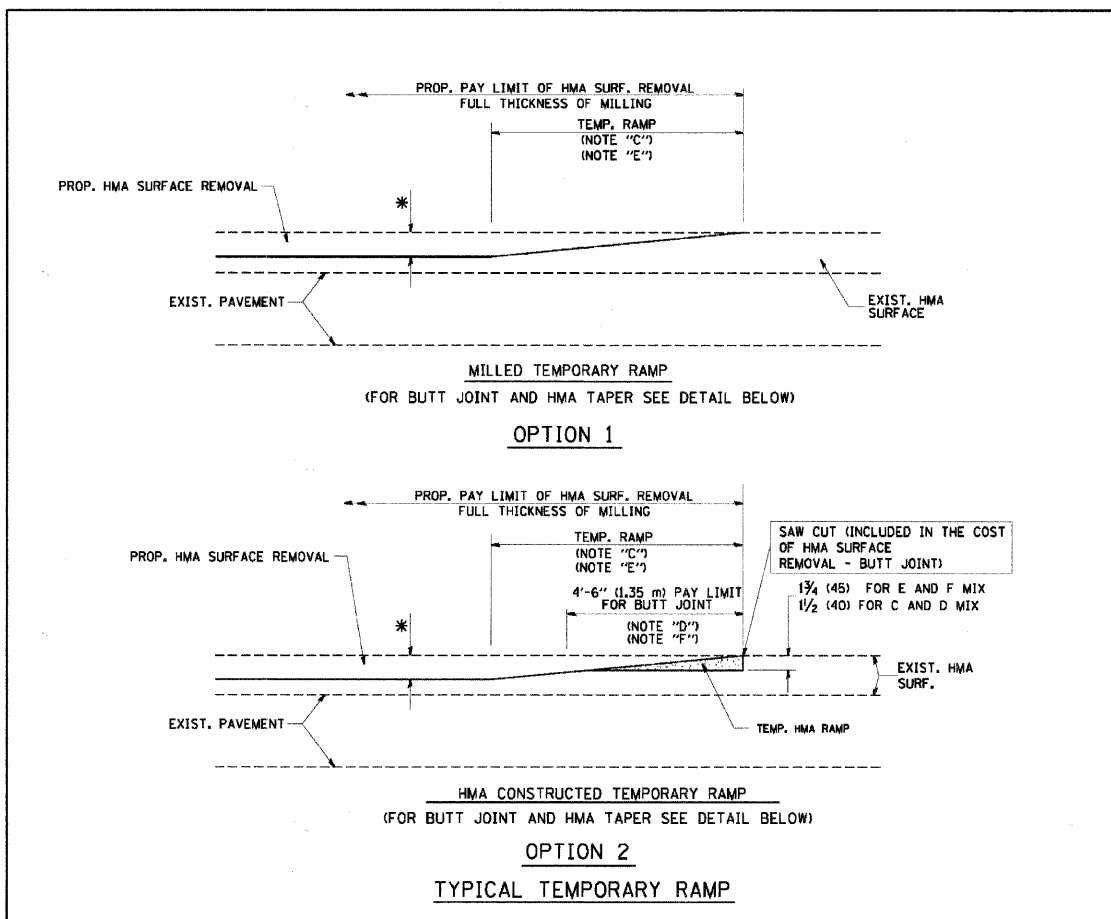 PROP. PAY LIMIT OF HMA SURF. REMOVAL
FULL THICKNESS OF MILLING
TEMP. RAMP
(NOTE "C")
(NOTE "E")
PROP. HMA SURFACE REMOVAL
*
EXIST. PAVEMENT
EXIST. HMA
SURFACE
MILLED TEMPORARY RAMP
(FOR BUTT JOINT AND HMA TAPER SEE DETAIL BELOW)
OPTION 1
PROP. PAY LIMIT OF HMA SURF. REMOVAL
FULL THICKNESS OF MILLING
TEMP. RAMP
(NOTE "C")
(NOTE "E")
4'-6" (1.35 m) PAY LIMIT
FOR BUTT JOINT
(NOTE "D")
(NOTE "F")
SAW CUT (INCLUDED IN THE COST
OF HMA SURFACE
REMOVAL - BUTT JOINT)
1¾ (45) FOR E AND F MIX
1½ (40) FOR C AND D MIX
PROP. HMA SURFACE REMOVAL
*
EXIST. HMA
SURF.
EXIST. PAVEMENT
TEMP. HMA RAMP
HMA CONSTRUCTED TEMPORARY RAMP
(FOR BUTT JOINT AND HMA TAPER SEE DETAIL BELOW)
OPTION 2
TYPICAL TEMPORARY RAMP